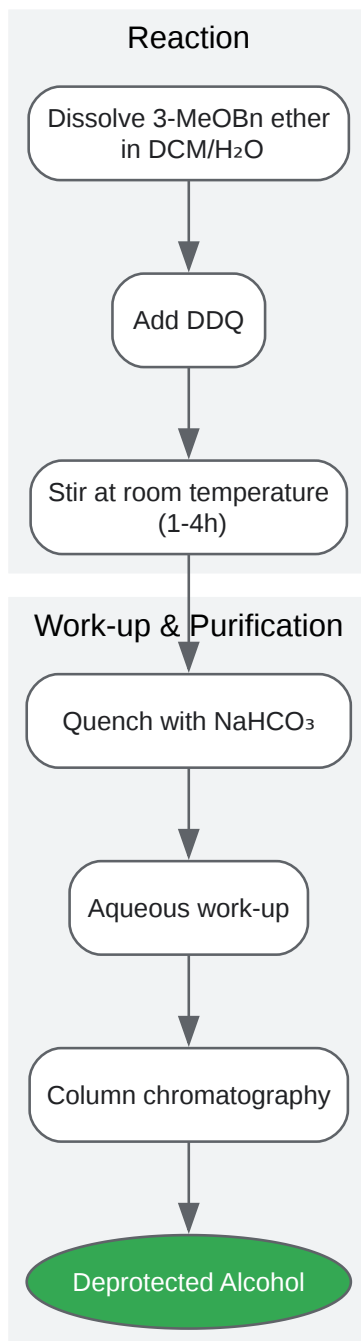 Reaction
Dissolve 3-MeOBn ether
in DCM/H₂O
Add DDQ
Stir at room temperature
(1-4h)
Work-up & Purification
Quench with NaHCO₃
Aqueous work-up
Column chromatography
Deprotected Alcohol